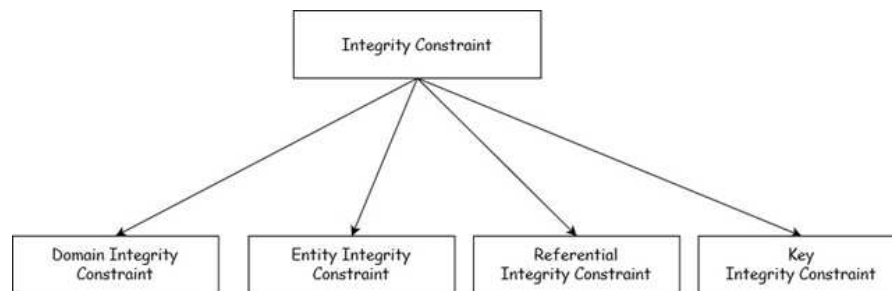 Integrity Constraint
Domain Integrity
Constraint
Entity Integrity
Constraint
Referential
Integrity Constraint
Key
Integrity Constraint